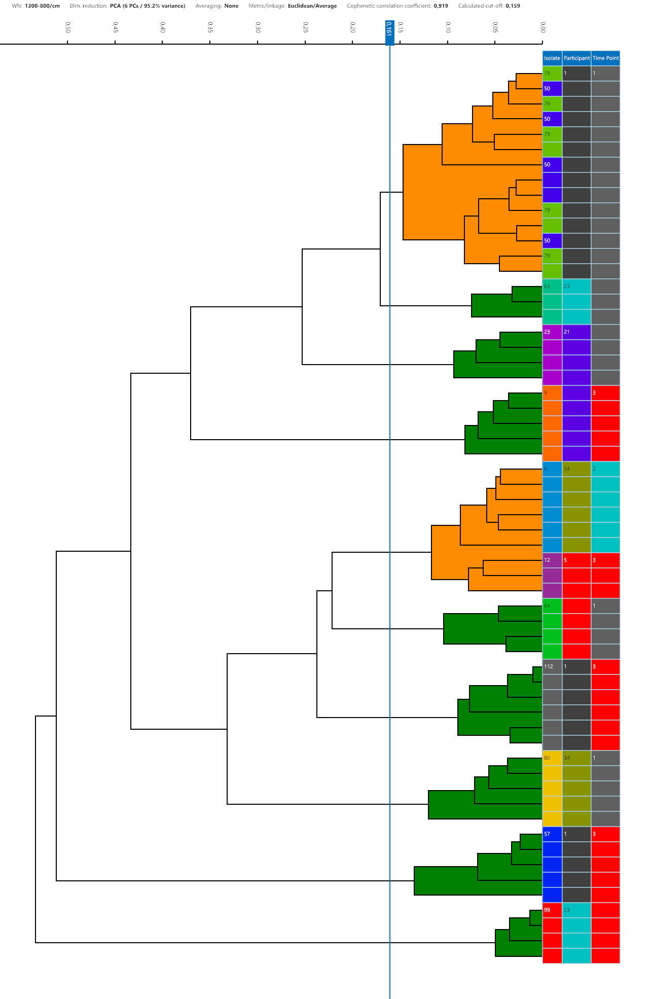 WN: 1300-800/cm Dim. reduction: PCA (6 PCs / 95.2% variance) Averaging: None Metric/linkage: Euclidean/Average Cophenetic correlation coefficient: 0,919 Calculated cut-off: 0,159
0,50 0,45 0,40 0,35 0,30 0,25 0,20 0,161 0,15 0,10 0,05 0,00
Isolate Participant Time Point
79 1 1
50
79
50
79
50
79
50
79
63 23
23 21
9 3
6 34 2
12 5 3
64 1
112 1 3
80 34 1
57 1 3
99 23